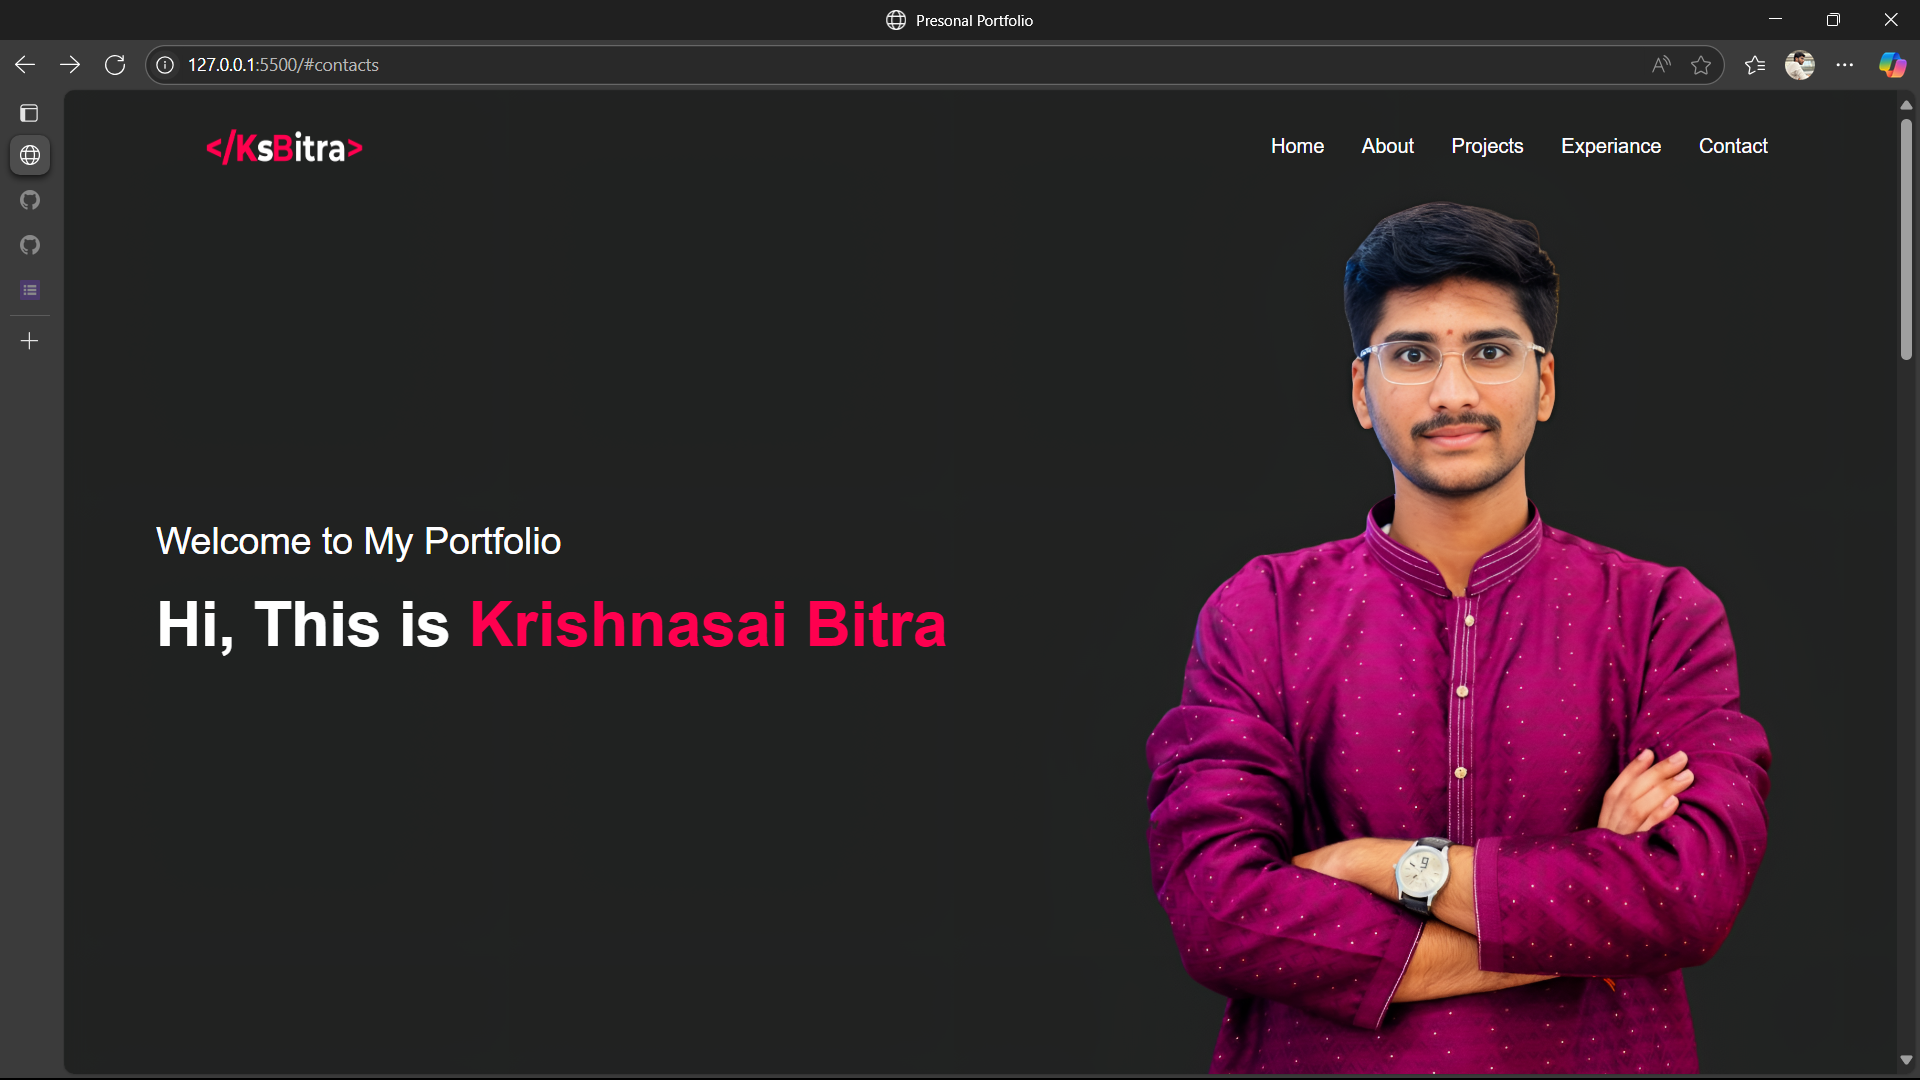 Presonal Portfolio
127.0.0.1:5500/#contacts
</KsBitra>
Home About Projects Experiance Contact
Welcome to My Portfolio
Hi, This is Krishnasai Bitra